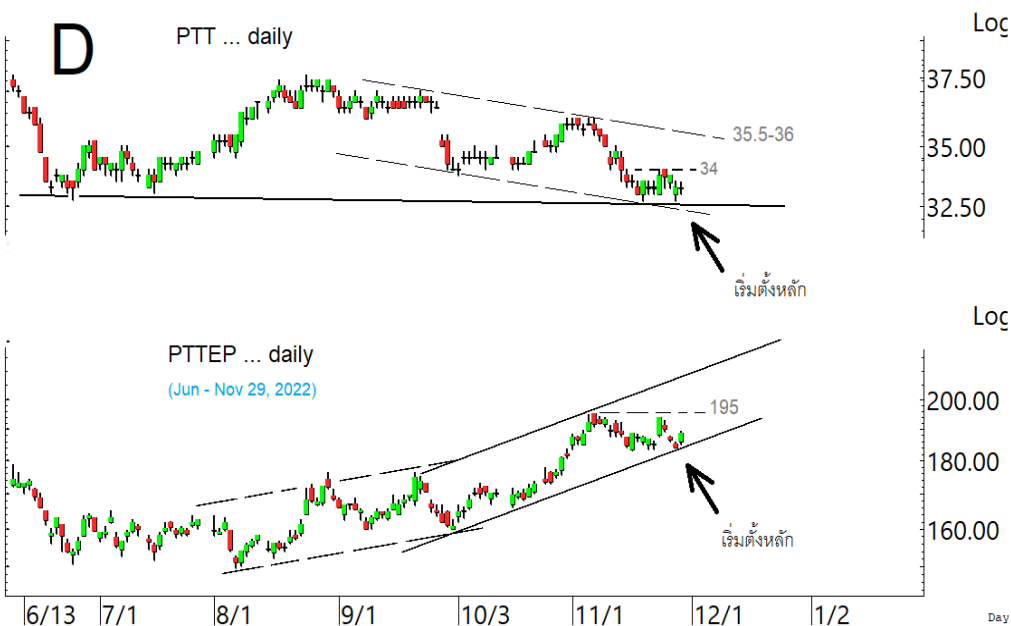 Log
D
PTT ... daily
37.50
35.5-36
35.00
34
32.50
เริ่มตั้งหลัก
Log
PTTEP ... daily
(Jun - Nov 29, 2022)
195
200.00
180.00
160.00
เริ่มตั้งหลัก
6/13 7/1 8/1 9/1 10/3 11/1 12/1 1/2
Day